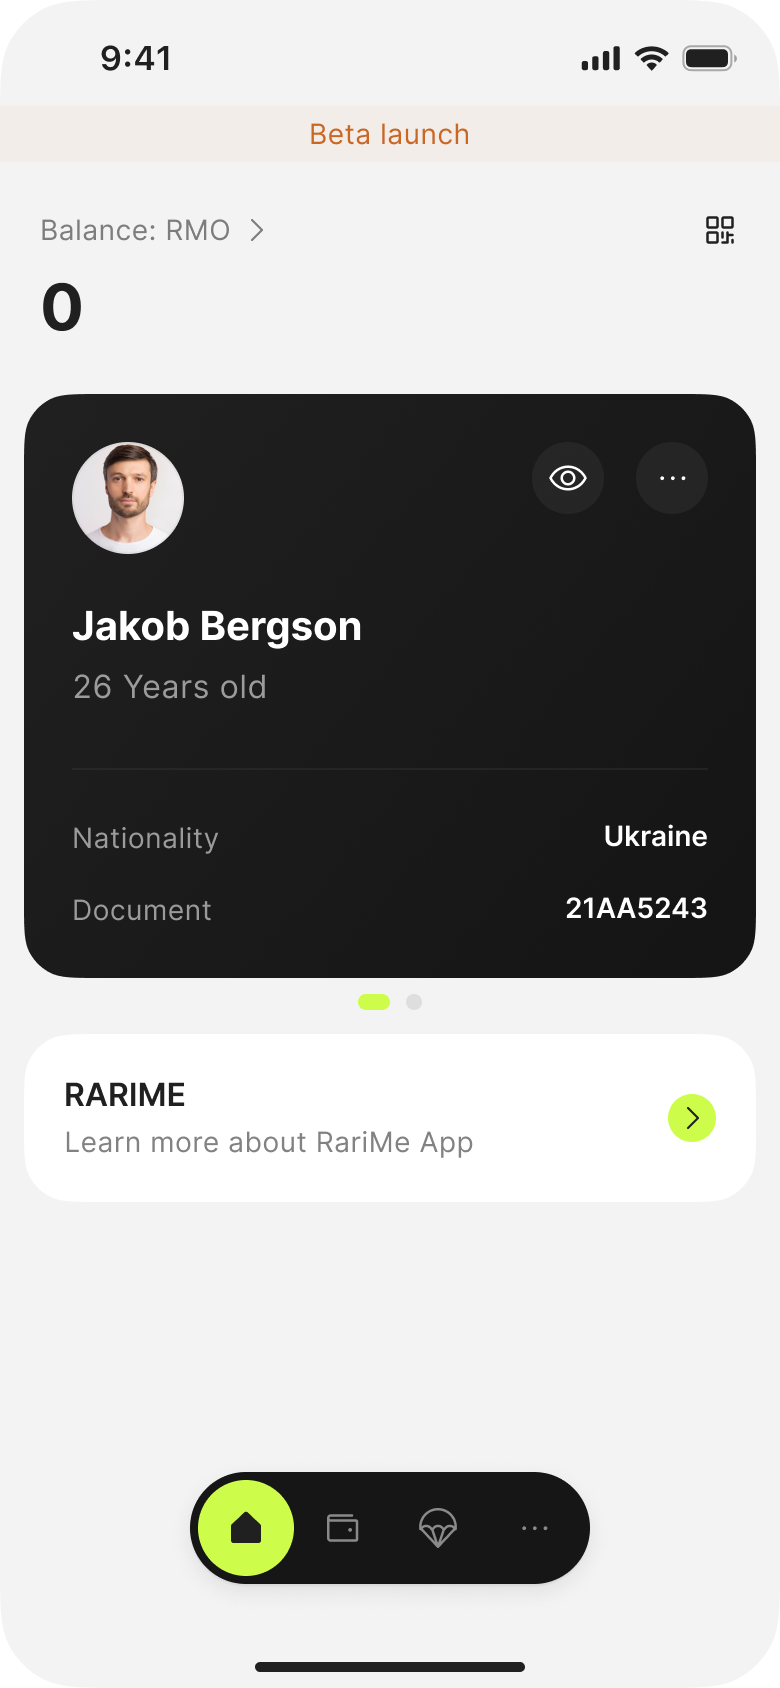 9:41
Beta launch
Balance: RMO
0
Jakob Bergson
26 Years old
Nationality
Ukraine
Document
21AA5243
RARIME
Learn more about RariMe App